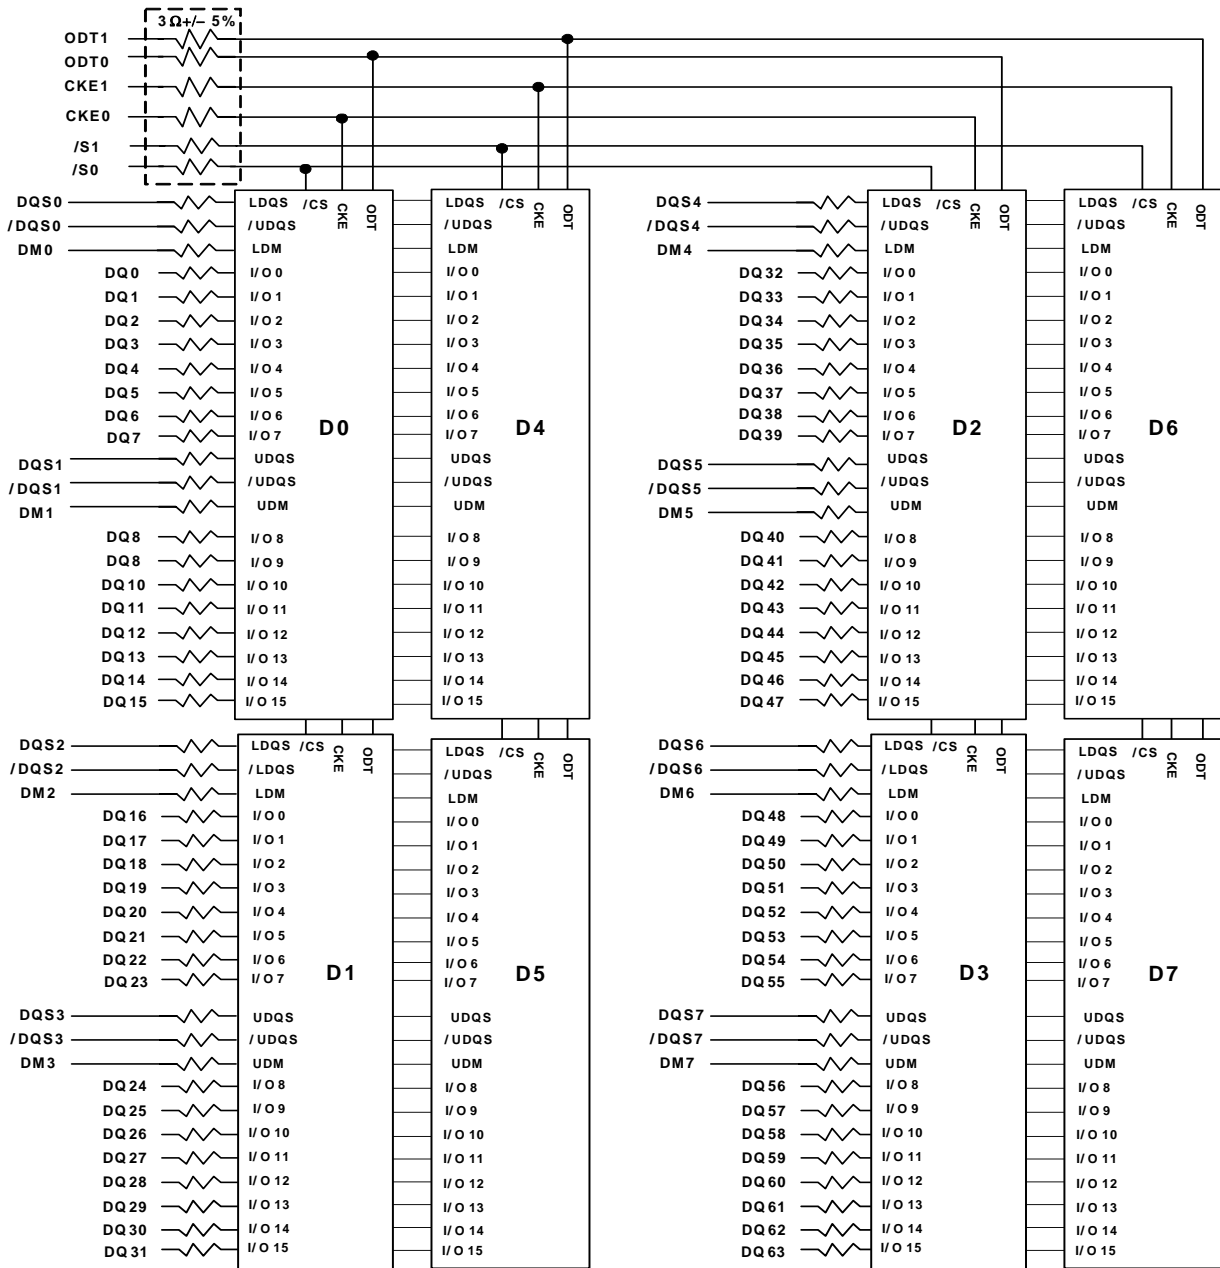 3 Ω+/- 5%
ODT1
ODT0
CKE1
CKE0
/S1
/S0
DQS0 LDQS /CS CKE ODT LDQS /CS CKE ODT DQS4 LDQS /CS CKE ODT LDQS /CS CKE ODT
/DQS0 /UDQS /UDQS /DQS4 /UDQS /UDQS
DM0 LDM LDM DM4 LDM LDM
DQ0 I/O 0 I/O 0 DQ32 I/O 0 I/O 0
DQ1 I/O 1 I/O 1 DQ33 I/O 1 I/O 1
DQ2 I/O 2 I/O 2 DQ34 I/O 2 I/O 2
DQ3 I/O 3 I/O 3 DQ35 I/O 3 I/O 3
DQ4 I/O 4 I/O 4 DQ36 I/O 4 I/O 4
DQ5 I/O 5 I/O 5 DQ37 I/O 5 I/O 5
DQ6 I/O 6 I/O 6 DQ38 I/O 6 I/O 6
D0 D4 D2 D6
DQ7 I/O 7 I/O 7 DQ39 I/O 7 I/O 7
DQS1 UDQS UDQS DQS5 UDQS UDQS
/DQS1 /UDQS /UDQS /DQS5 /UDQS /UDQS
DM1 UDM UDM DM5 UDM UDM
DQ8 I/O 8 I/O 8 DQ40 I/O 8 I/O 8
DQ8 I/O 9 I/O 9 DQ41 I/O 9 I/O 9
DQ10 I/O 10 I/O 10 DQ42 I/O 10 I/O 10
DQ11 I/O 11 I/O 11 DQ43 I/O 11 I/O 11
DQ12 I/O 12 I/O 12 DQ44 I/O 12 I/O 12
DQ13 I/O 13 I/O 13 DQ45 I/O 13 I/O 13
DQ14 I/O 14 I/O 14 DQ46 I/O 14 I/O 14
DQ15 I/O 15 I/O 15 DQ47 I/O 15 I/O 15
DQS2 LDQS /CS CKE ODT LDQS /CS CKE ODT DQS6 LDQS /CS CKE ODT LDQS /CS CKE ODT
/DQS2 /LDQS /UDQS /DQS6 /LDQS /UDQS
DM2 LDM LDM DM6 LDM LDM
DQ16 I/O 0 I/O 0 DQ48 I/O 0 I/O 0
DQ17 I/O 1 I/O 1 DQ49 I/O 1 I/O 1
DQ18 I/O 2 I/O 2 DQ50 I/O 2 I/O 2
DQ19 I/O 3 I/O 3 DQ51 I/O 3 I/O 3
DQ20 I/O 4 I/O 4 DQ52 I/O 4 I/O 4
DQ21 I/O 5 I/O 5 DQ53 I/O 5 I/O 5
DQ22 I/O 6 I/O 6 DQ54 I/O 6 I/O 6
D1 D5 D3 D7
DQ23 I/O 7 I/O 7 DQ55 I/O 7 I/O 7
DQS3 UDQS UDQS DQS7 UDQS UDQS
/DQS3 /UDQS /UDQS /DQS7 /UDQS /UDQS
DM3 UDM UDM DM7 UDM UDM
DQ24 I/O 8 I/O 8 DQ56 I/O 8 I/O 8
DQ25 I/O 9 I/O 9 DQ57 I/O 9 I/O 9
DQ26 I/O 10 I/O 10 DQ58 I/O 10 I/O 10
DQ27 I/O 11 I/O 11 DQ59 I/O 11 I/O 11
DQ28 I/O 12 I/O 12 DQ60 I/O 12 I/O 12
DQ29 I/O 13 I/O 13 DQ61 I/O 13 I/O 13
DQ30 I/O 14 I/O 14 DQ62 I/O 14 I/O 14
DQ31 I/O 15 I/O 15 DQ63 I/O 15 I/O 15